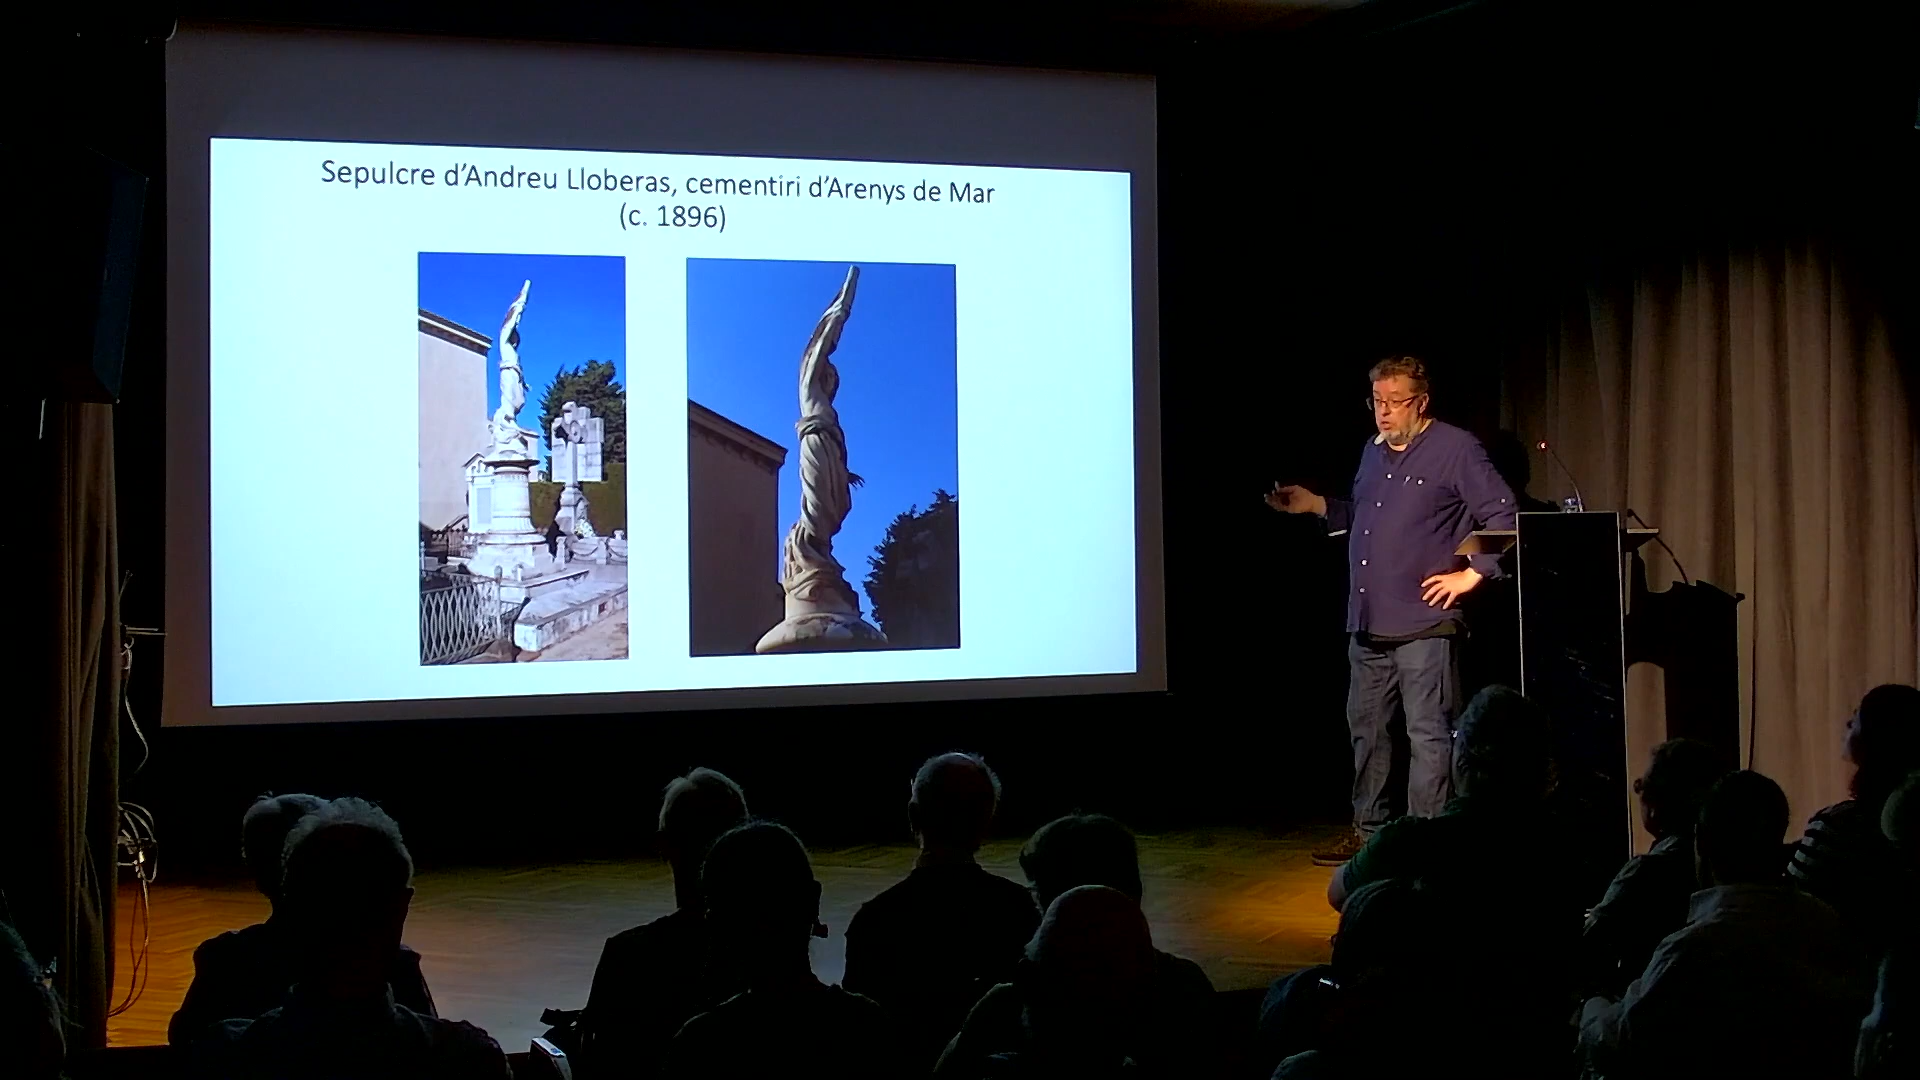 Sepulcre d’Andreu Lloberas, cementiri d’Arenys de Mar
(c. 1896)